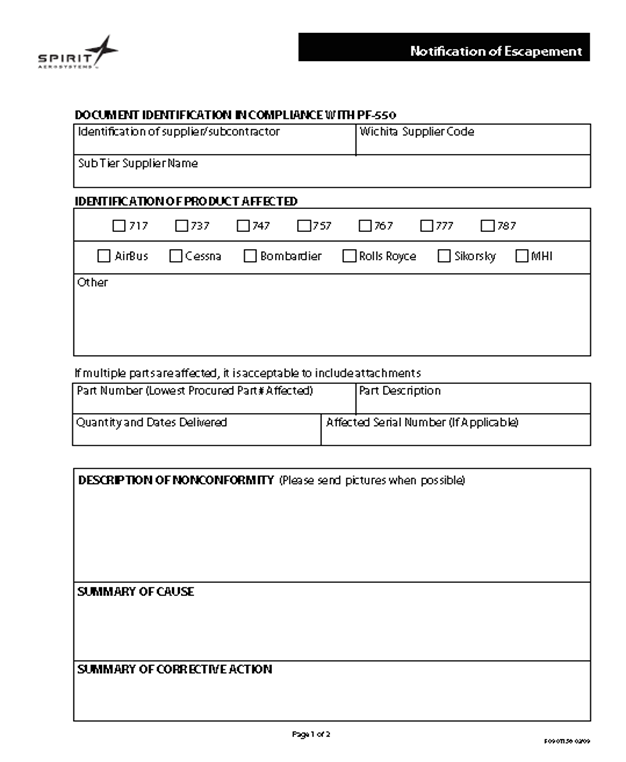 SPIRIT
AEROSYSTEMS
Notification of Escapement
DOCUMENT IDENTIFICATION IN COMPLIANCE WITH PF-550
Identification of supplier/subcontractor
Wichita Supplier Code
Sub Tier Supplier Name
IDENTIFICATION OF PRODUCT AFFECTED
717 737 747 757 767 777 787
AirBus Cessna Bombardier Rolls Royce Sikorsky MHI
Other
If multiple parts are affected, it is acceptable to include attachments
Part Number (Lowest Procured Part # Affected)
Part Description
Quantity and Dates Delivered
Affected Serial Number (If Applicable)
DESCRIPTION OF NONCONFORMITY (Please send pictures when possible)
SUMMARY OF CAUSE
SUMMARY OF CORRECTIVE ACTION
Page 1 of 2